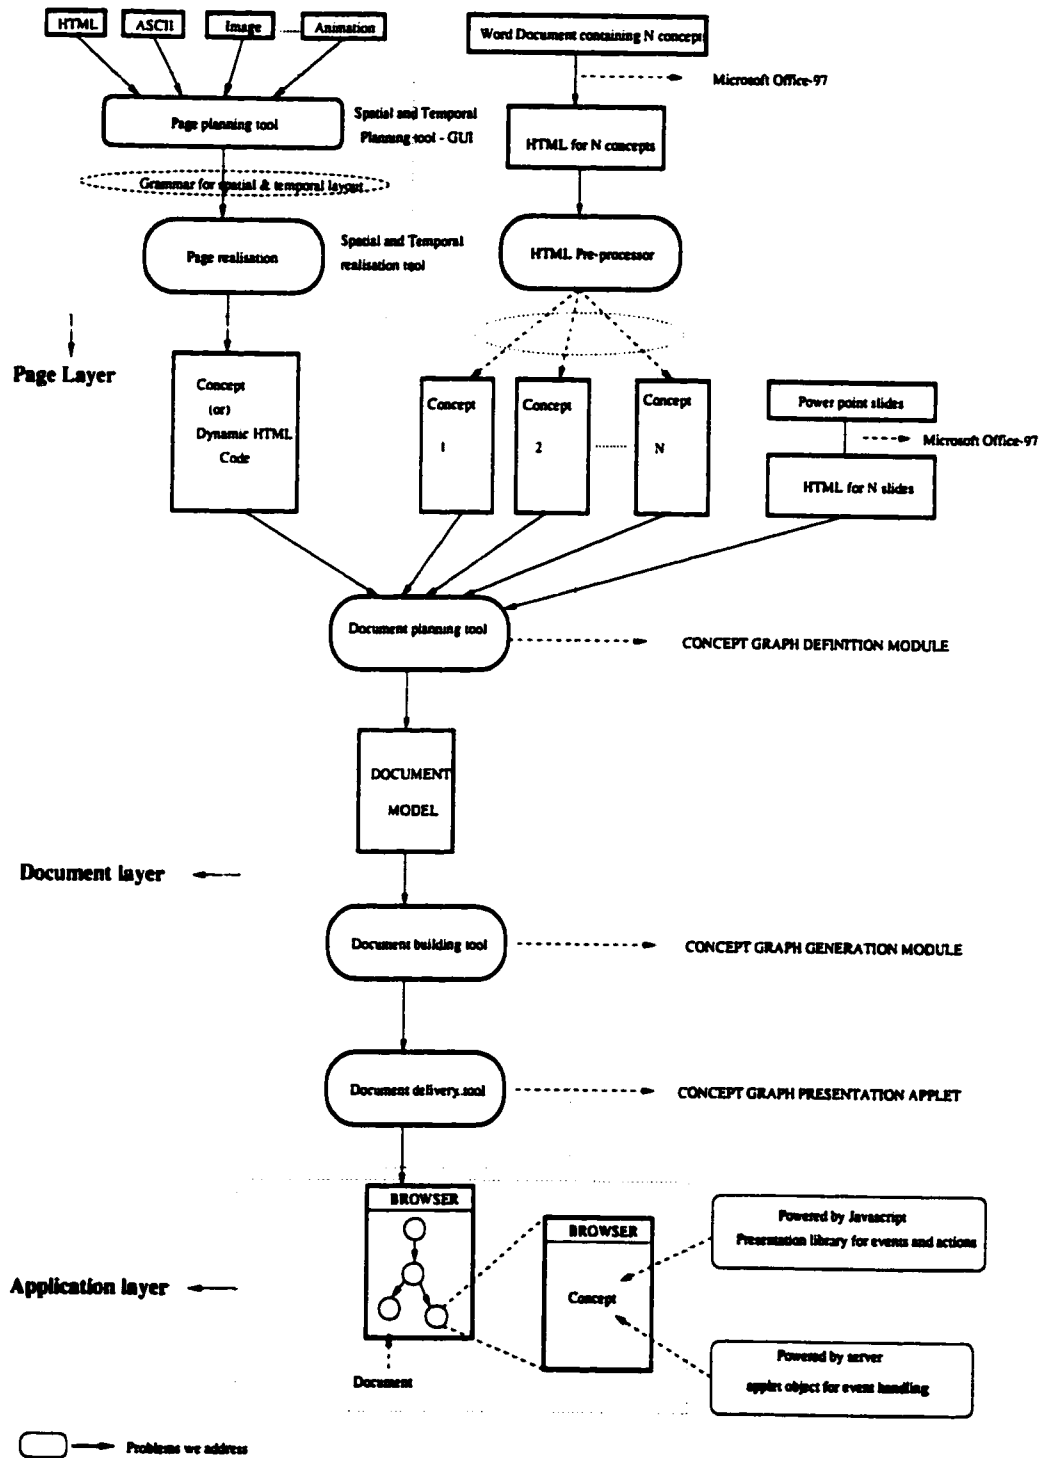 HTML
ASCII
Image
Animation
Word Document containing N concept
Microsoft Office-97
Page planning tool
Spatial and Temporal
Planning tool - GUI
HTML for N concepts
Grammar for spatial & temporal layout
Page realisation
Spatial and Temporal
realisation tool
HTML Pre-processor
Page Layer
Concept
(or)
Dynamic HTML
Code
Concept
1
Concept
2
Concept
N
Power point slides
Microsoft Office-97
HTML for N slides
Document planning tool
CONCEPT GRAPH DEFINITION MODULE
DOCUMENT
MODEL
Document layer
Document building tool
CONCEPT GRAPH GENERATION MODULE
Document delivery tool
CONCEPT GRAPH PRESENTATION APPLET
BROWSER
BROWSER
Concept
Powered by Javascript
Presentation library for events and actions
Application layer
Document
Powered by server
applet object for event handling
Problems we address